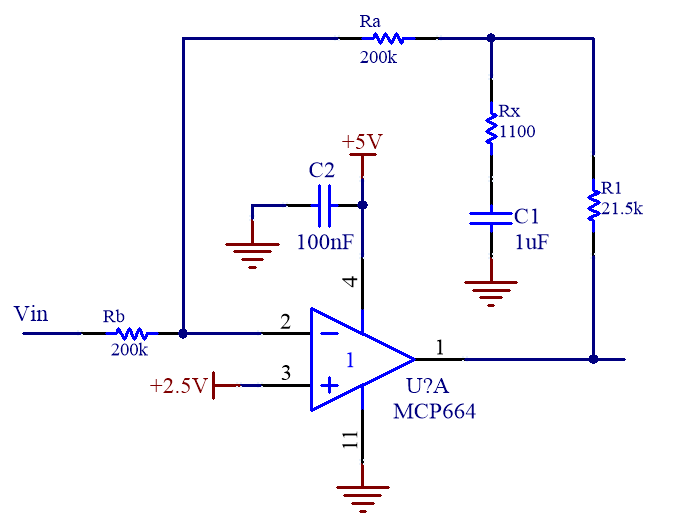 Ra
200k
Rx
1100
+5V
C2
100nF
R1
21.5k
C1
1uF
4
Vin
Rb
200k
2
1
1
3
+2.5V
U?A
MCP664
11